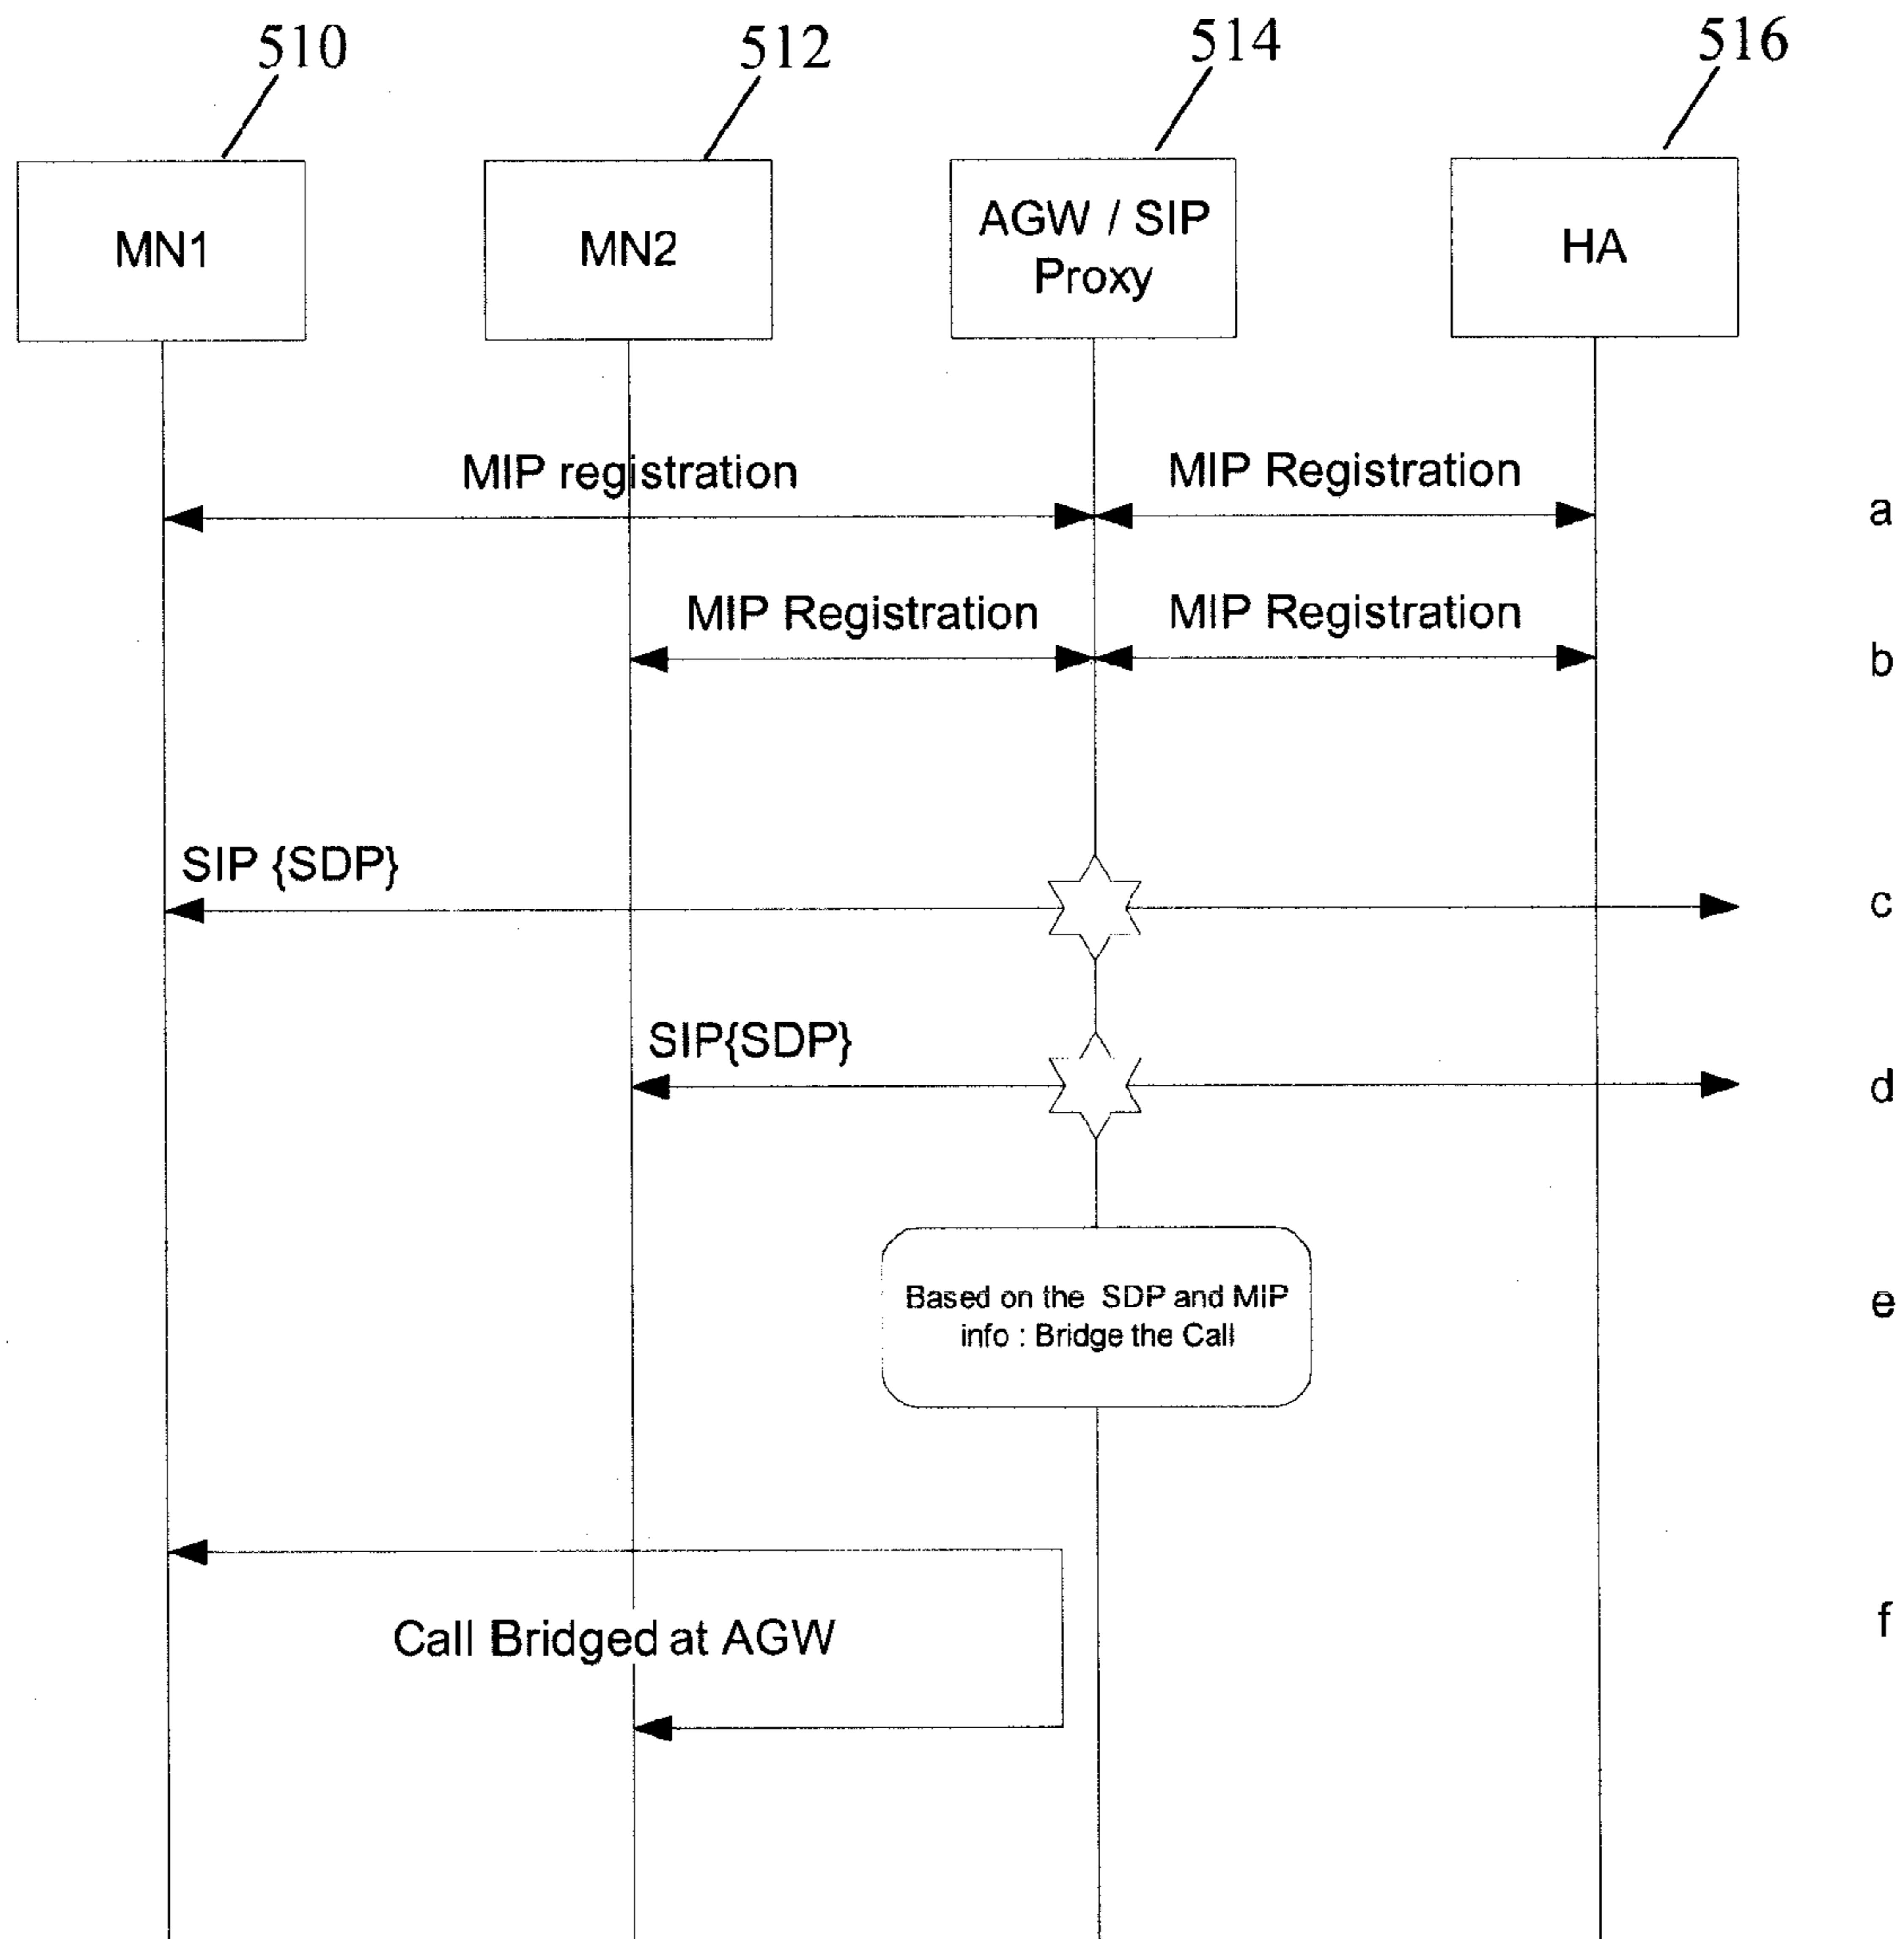 510
512
514
516
MN1
MN2
AGW / SIP
Proxy
HA
MIP registration
MIP Registration
a
MIP Registration
MIP Registration
b
SIP {SDP}
c
SIP{SDP}
d
Based on the SDP and MIP
info : Bridge the Call
e
Call Bridged at AGW
f